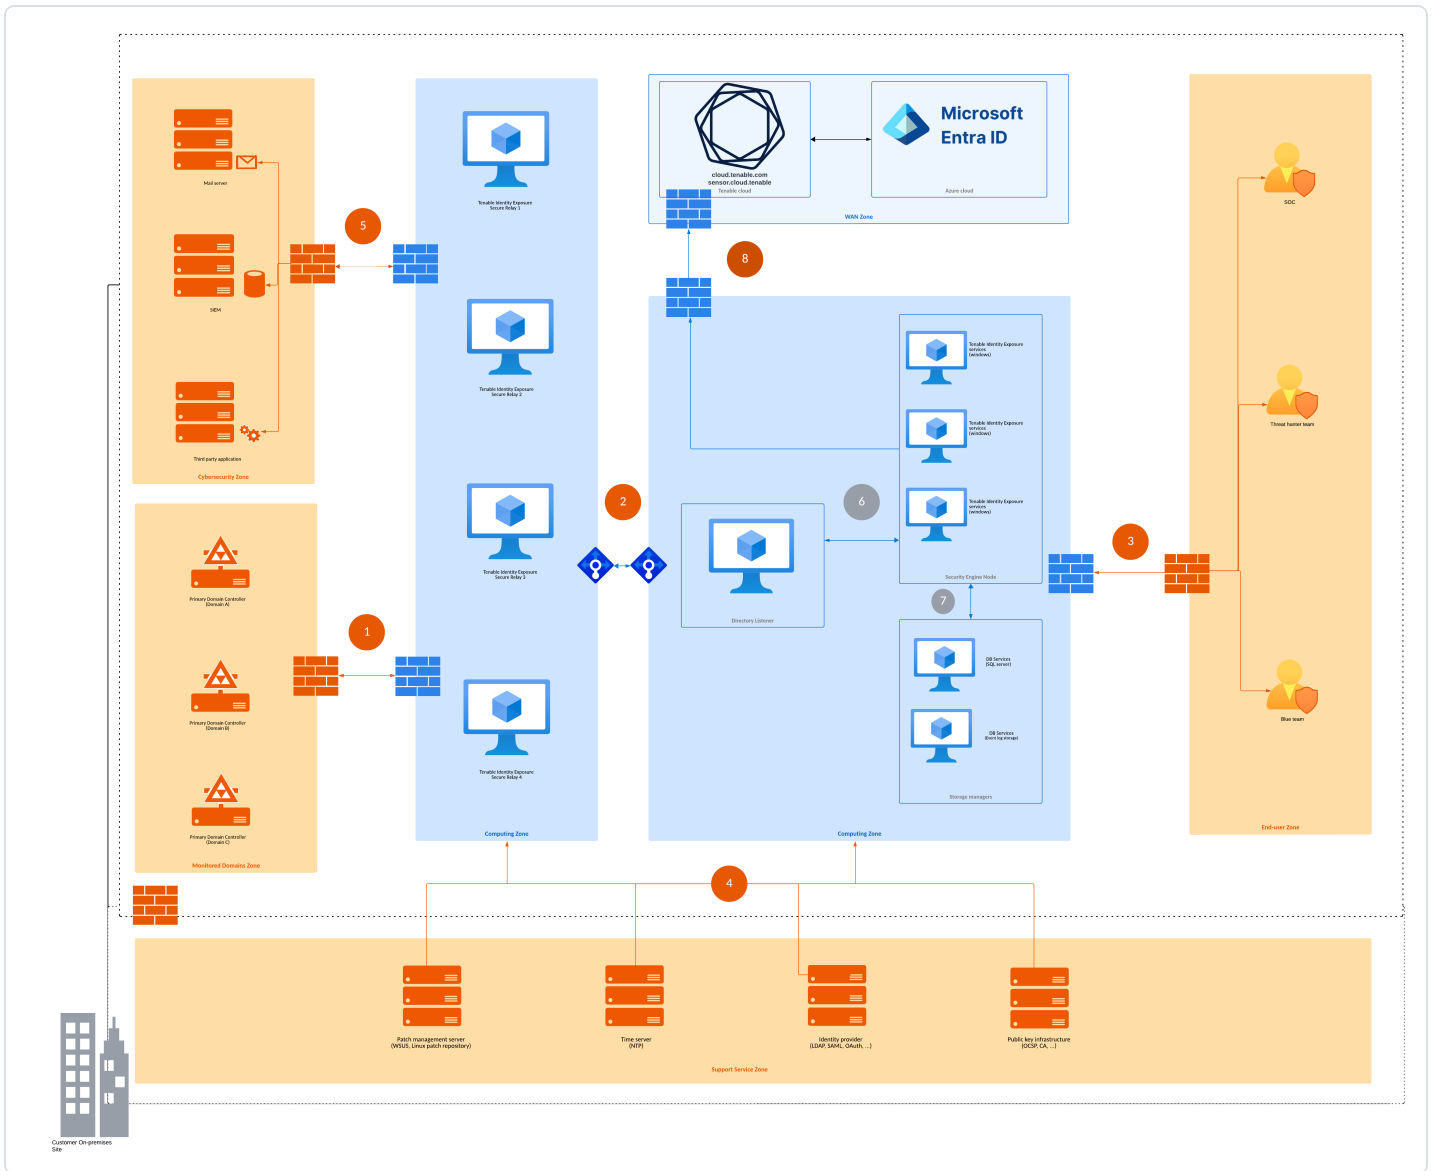 Mail server
SIEM
Third party application
Cybersecurity Zone
5
Tenable Identity Exposure
Secure Relay 1
Tenable Identity Exposure
Secure Relay 2
Tenable Identity Exposure
Secure Relay 3
Tenable Identity Exposure
Secure Relay 4
Computing Zone
Primary Domain Controller
(Domain A)
Primary Domain Controller
(Domain B)
Primary Domain Controller
(Domain C)
Monitored Domains Zone
1
2
cloud.tenable.com
sensor.cloud.tenable
Tenable cloud
Microsoft
Entra ID
Azure cloud
WAN Zone
8
Tenable Identity Exposure
services
(windows)
Tenable Identity Exposure
services
(windows)
Tenable Identity Exposure
services
(windows)
Security Engine Node
6
Directory Listener
7
DB Services
(SQL server)
DB Services
(Event log storage)
Storage managers
Computing Zone
3
SOC
Threat hunter team
Blue team
End-user Zone
4
Patch management server
(WSUS, Linux patch repository)
Time server
(NTP)
Identity provider
(LDAP, SAML, OAuth, ...)
Public key infrastructure
(OCSP, CA, ...)
Support Service Zone
Customer On-premises
Site